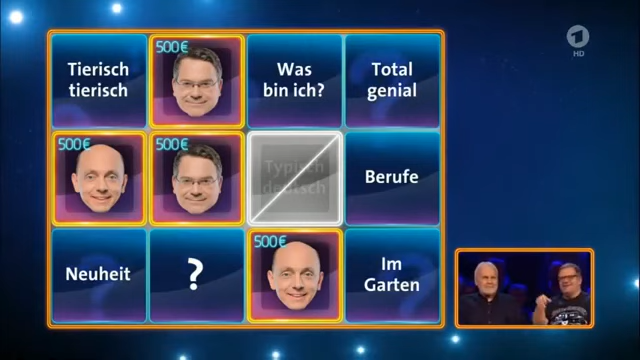 Tierisch
tierisch
500€
Was
bin ich?
Total
genial
500€
500€
Typisch
deutsch
Berufe
Neuheit
?
500€
Im
Garten
1
HD